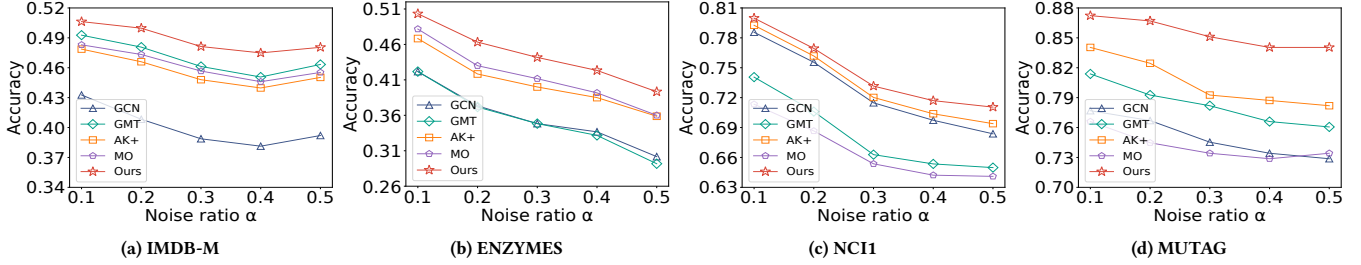 Accuracy
0.52
0.49
0.46
0.43
0.40
0.37
0.34
GCN
GMT
AK+
MO
Ours
0.1 0.2 0.3 0.4 0.5
Noise ratio α
(a) IMDB-M
Accuracy
0.51
0.46
0.41
0.36
0.31
0.26
GCN
GMT
AK+
MO
Ours
0.1 0.2 0.3 0.4 0.5
Noise ratio α
(b) ENZYMES
Accuracy
0.81
0.78
0.75
0.72
0.69
0.66
0.63
GCN
GMT
AK+
MO
Ours
0.1 0.2 0.3 0.4 0.5
Noise ratio α
(c) NCI1
Accuracy
0.88
0.85
0.82
0.79
0.76
0.73
0.70
GCN
GMT
AK+
MO
Ours
0.1 0.2 0.3 0.4 0.5
Noise ratio α
(d) MUTAG